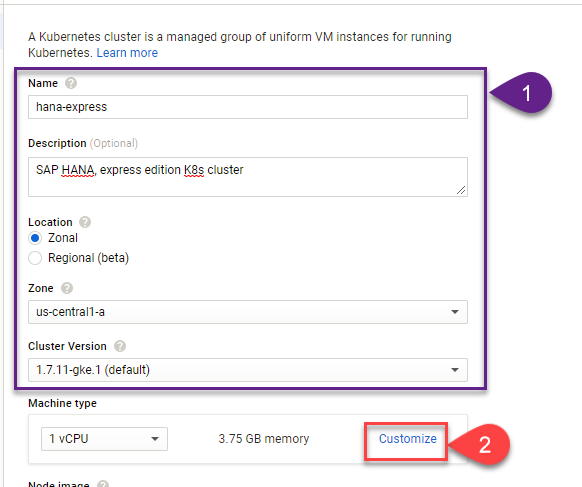 A Kubernetes cluster is a managed group of uniform VM instances for running
Kubernetes. Learn more
Name ?
1
hana-express
Description (Optional)
SAP HANA, express edition K8s cluster
Location ?
Zonal
Regional (beta)
Zone ?
us-central1-a
Cluster Version ?
1.7.11-gke.1 (default)
Machine type
1 vCPU 3.75 GB memory Customize 2
Node image ?